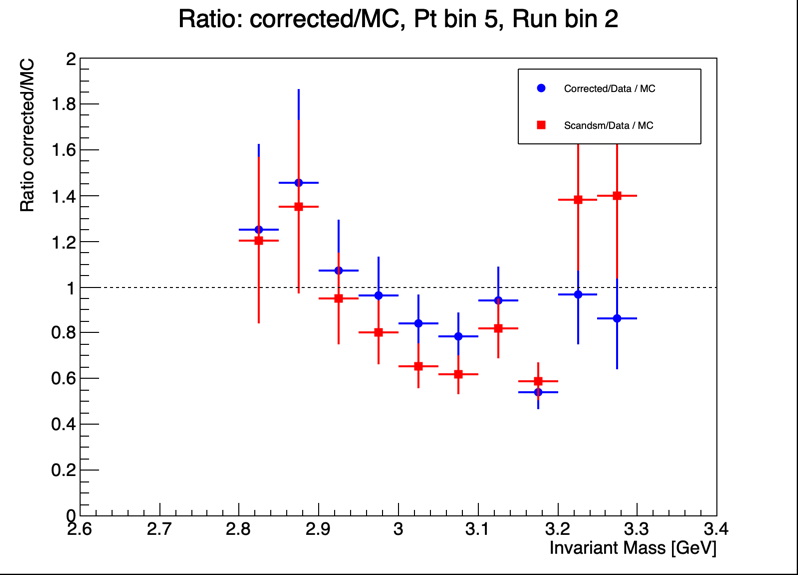 Ratio: corrected/MC, Pt bin 5, Run bin 2
Ratio corrected/MC
2
1.8
1.6
1.4
1.2
1
0.8
0.6
0.4
0.2
0
Corrected/Data / MC
Scandsm/Data / MC
2.6 2.7 2.8 2.9 3 3.1 3.2 3.3 3.4
Invariant Mass [GeV]